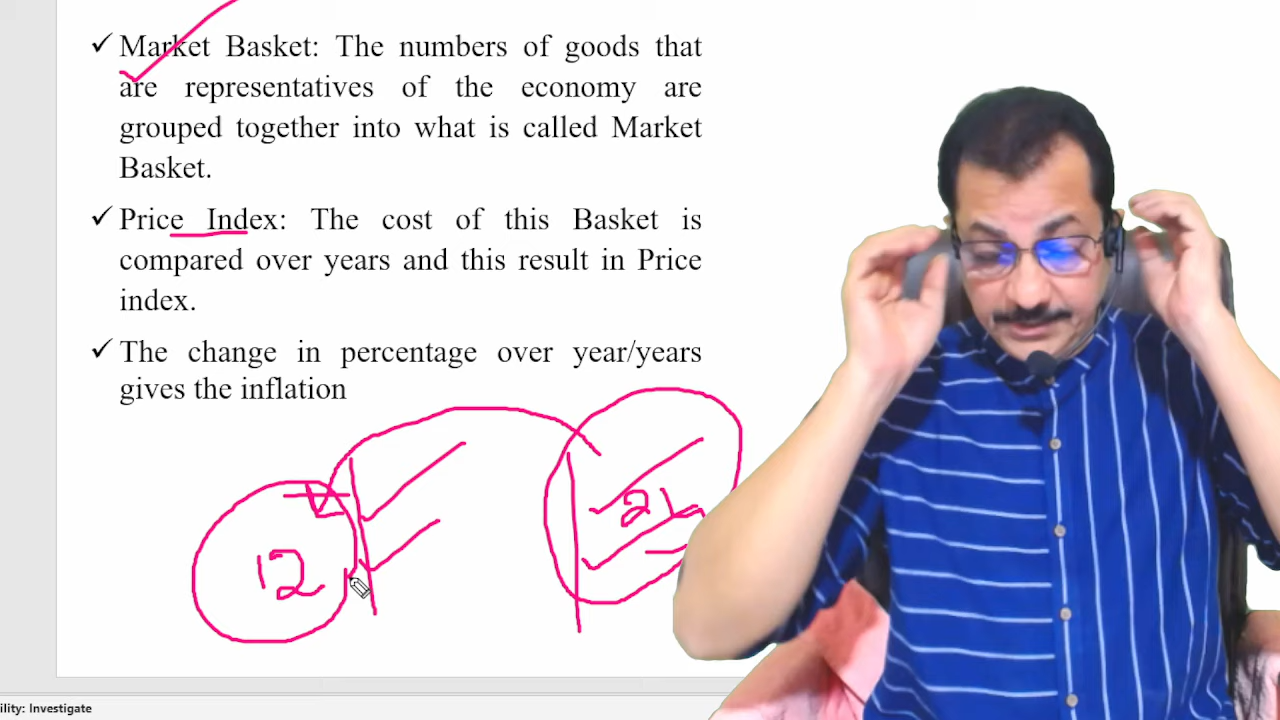 ✓ Market Basket: The numbers of goods that
are representatives of the economy are
grouped together into what is called Market
Basket.
✓ Price Index: The cost of this Basket is
compared over years and this result in Price
index.
✓ The change in percentage over year/years
gives the inflation
12
ility: Investigate